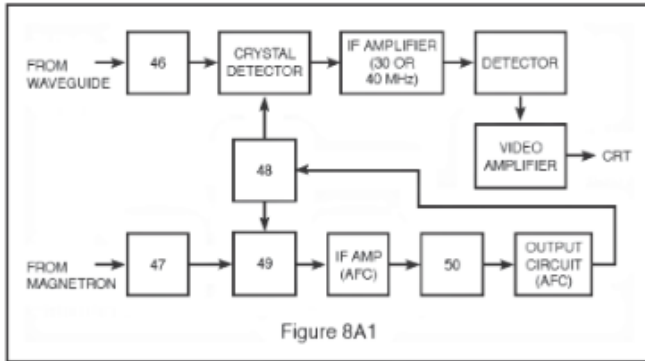 FROM
WAVEGUIDE
46
CRYSTAL
DETECTOR
IF AMPLIFIER
(30 OR
40 MHz)
DETECTOR
VIDEO
AMPLIFIER
CRT
48
FROM
MAGNETRON
47
49
IF AMP
(AFC)
50
OUTPUT
CIRCUIT
(AFC)
Figure 8A1